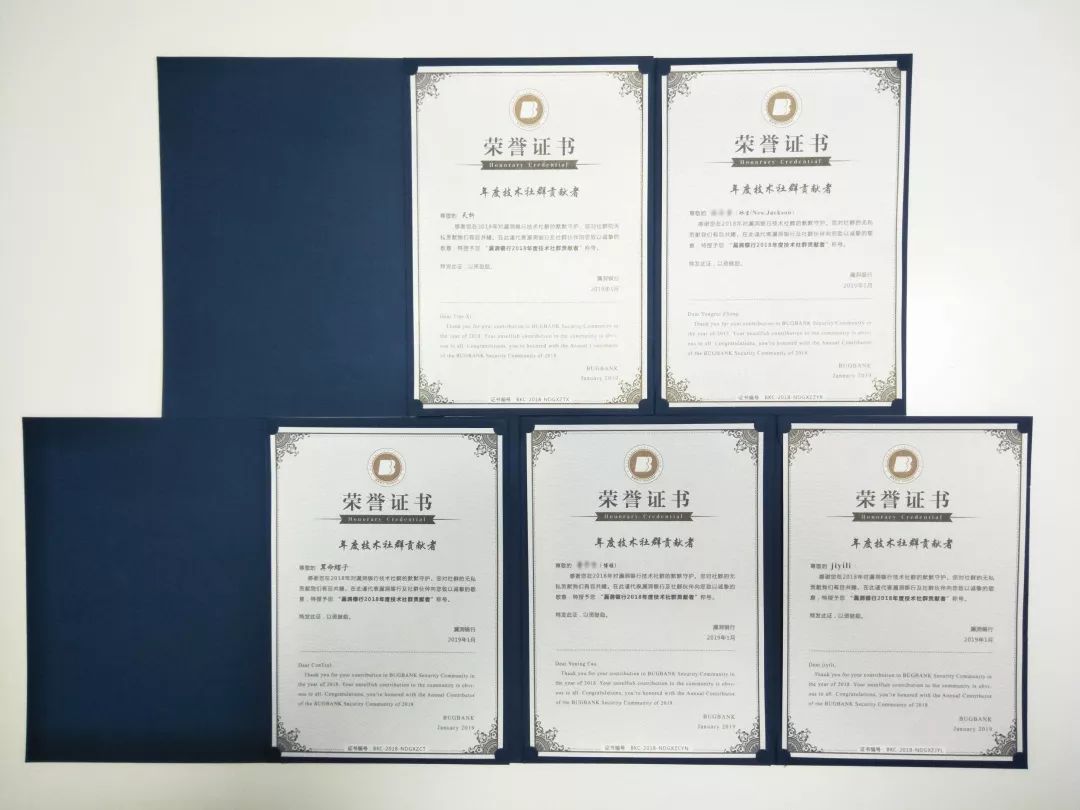 荣誉证书
Honorary Credential
年度技术社群贡献者
尊敬的 天析
感谢您在2018年对漏洞银行技术社群的默默守护。您对社群的无
私贡献我们有目共睹。在此谨代表漏洞银行及社群伙伴向您致以诚挚的
敬意,特授予您 “漏洞银行2018年度技术社群贡献者” 称号。
特发此证,以资鼓励。
漏洞银行
2019年1月
Dear Tian Xi
Thank you for your contribution to BUGBANK Security Community in
the year of 2018. Your unselfish contribution to the community is obvi-
ous to all. Congratulations, you're honored with the Annual Contributor
of the BUGBANK Security Community of 2018.
BUGBANK
January 2019
证书编号 BKC 2018-NDGXZTX
荣誉证书
Honorary Credential
年度技术社群贡献者
尊敬的 (Nex.Jackson)
感谢您在2018年对漏洞银行技术社群的默默守护。您对社群的无私
贡献我们有目共睹。在此谨代表漏洞银行及社群伙伴向您致以诚挚的敬
意,特授予您 “漏洞银行2018年度技术社群贡献者” 称号。
特发此证,以资鼓励。
漏洞银行
2019年1月
Dear Zhong
Thank you for your contribution to BUGBANK Security Community in
the year of 2018. Your unselfish contribution to the community is obvi-
ous to all. Congratulations, you're honored with the Annual Contributor
of the BUGBANK Security Community of 2018.
BUGBANK
January 2019
证书编号 BKC 2018-NDGXZZYR
荣誉证书
Honorary Credential
年度技术社群贡献者
尊敬的 算命瞎子
感谢您在2018年对漏洞银行技术社群的默默守护。您对社群的无私
贡献我们有目共睹。在此谨代表漏洞银行及社群伙伴向您致以诚挚的敬
意,特授予您 “漏洞银行2018年度技术社群贡献者” 称号。
特发此证,以资鼓励。
漏洞银行
2019年1月
Dear
Thank you for your contribution to BUGBANK Security Community in
the year of 2018. Your unselfish contribution to the community is obvi-
ous to all. Congratulations, you're honored with the Annual Contributor
of the BUGBANK Security Community of 2018.
BUGBANK
January 2019
证书编号 BKC 2018-NDGXZCT
荣誉证书
Honorary Credential
年度技术社群贡献者
尊敬的
感谢您在2018年对漏洞银行技术社群的默默守护。您对社群的无私
贡献我们有目共睹。在此谨代表漏洞银行及社群伙伴向您致以诚挚的敬
意,特授予您 “漏洞银行2018年度技术社群贡献者” 称号。
特发此证,以资鼓励。
漏洞银行
2019年1月
Dear Yuning Cao
Thank you for your contribution to BUGBANK Security Community in
the year of 2018. Your unselfish contribution to the community is obvi-
ous to all. Congratulations, you're honored with the Annual Contributor
of the BUGBANK Security Community of 2018.
BUGBANK
January 2019
证书编号 BKC 2018-NDGXZCYN
荣誉证书
Honorary Credential
年度技术社群贡献者
尊敬的 jiyili
感谢您在2018年对漏洞银行技术社群的默默守护。您对社群的无私
贡献我们有目共睹。在此谨代表漏洞银行及社群伙伴向您致以诚挚的敬
意,特授予您 “漏洞银行2018年度技术社群贡献者” 称号。
特发此证,以资鼓励。
漏洞银行
2019年1月
Dear jiyili,
Thank you for your contribution to BUGBANK Security Community in
the year of 2018. Your unselfish contribution to the community is obvi-
ous to all. Congratulations, you're honored with the Annual Contributor
of the BUGBANK Security Community of 2018.
BUGBANK
January 2019
证书编号 BKC 2018-NDGXZJYL